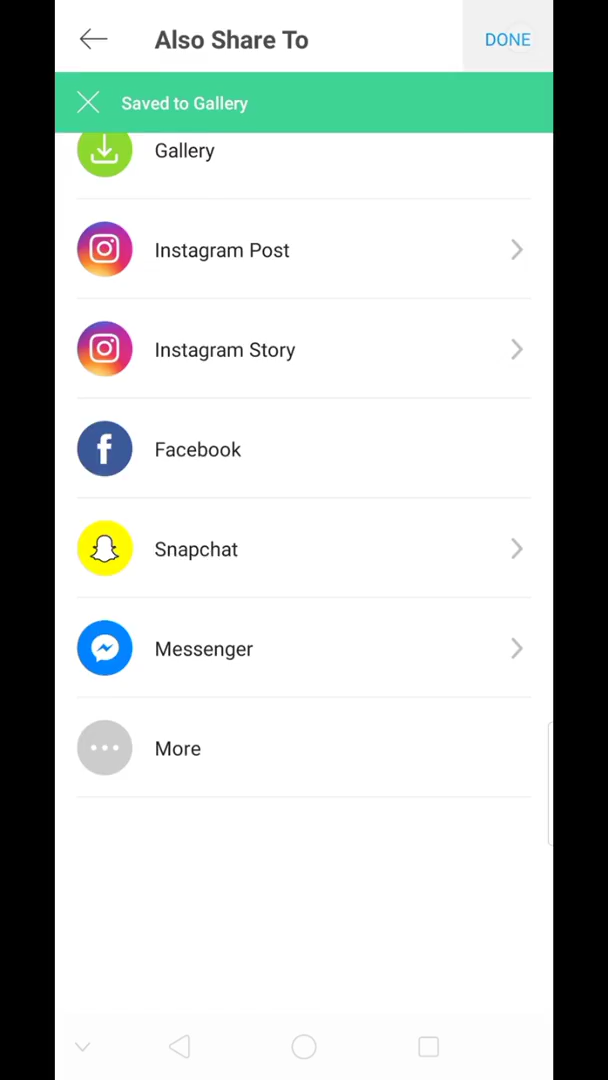 Also Share To
DONE
Saved to Gallery
Gallery
Instagram Post
Instagram Story
Facebook
Snapchat
Messenger
More